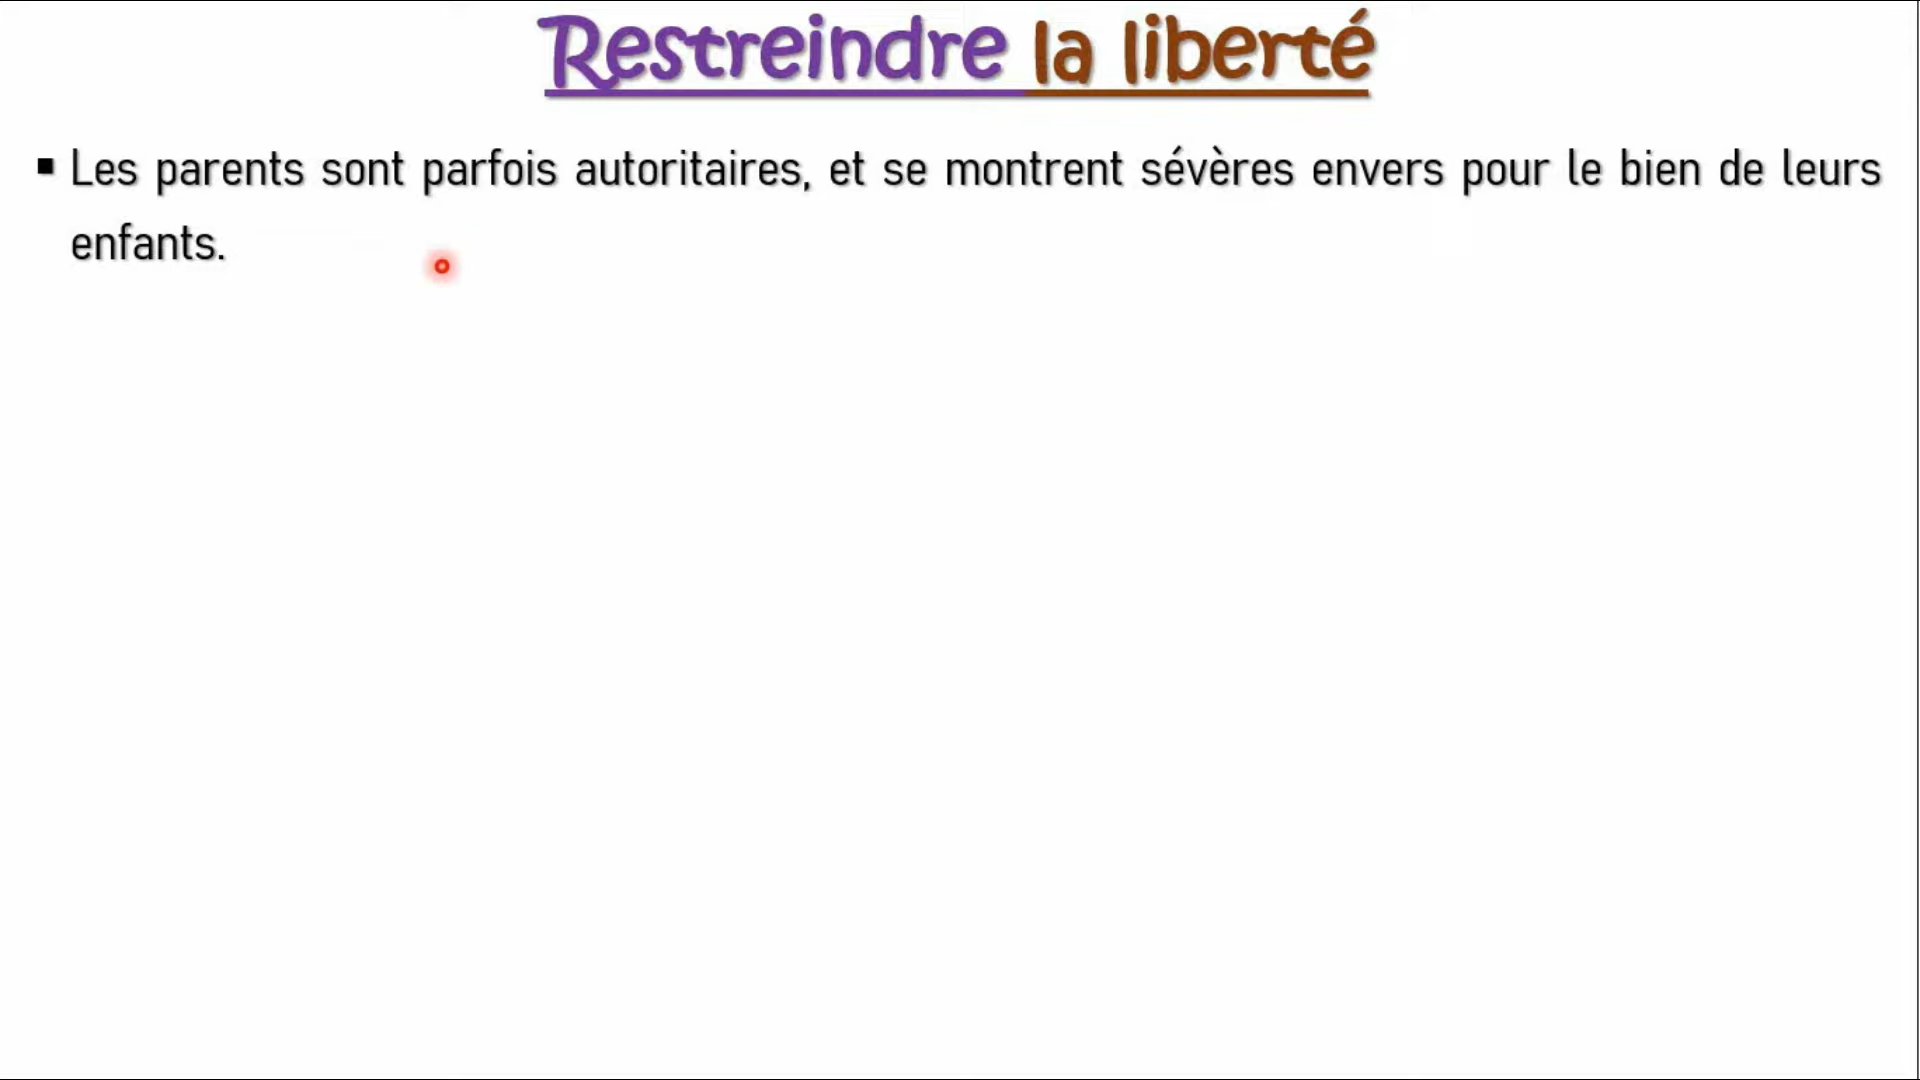 Restreindre la liberté
▪ Les parents sont parfois autoritaires, et se montrent sévères envers pour le bien de leurs
enfants.